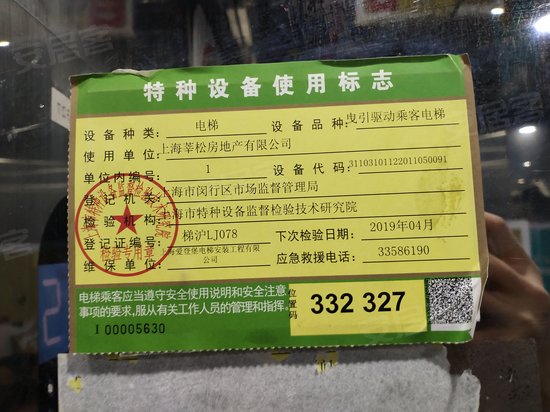 特种设备使用标志
设备种类: 电梯 设备品种: 曳引驱动乘客电梯
使用单位: 上海莘松房地产有限公司
单位内编号: 1 设备代码: 31103101122011050091
登记机关: 上海市闵行区市场监督管理局
检验机构: 上海市特种设备监督检验技术研究院
登记证编号: 梯沪LJ078 下次检验日期: 2019年04月
维保单位: 上海爱登堡电梯安装工程有限公司 应急救援电话: 33586190
检验专用章
电梯乘客应当遵守安全使用说明和安全注意
事项的要求,服从有关工作人员的管理和指挥。
I 00005630
位置码 332 327